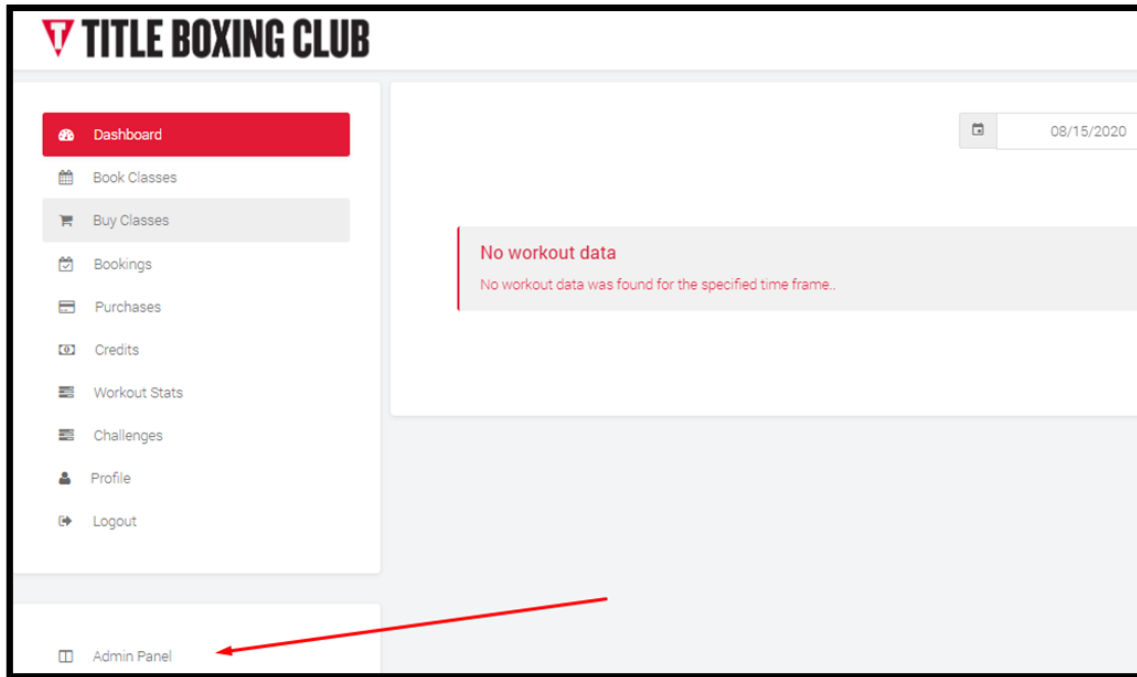 TITLE BOXING CLUB
Dashboard
Book Classes
Buy Classes
Bookings
Purchases
Credits
Workout Stats
Challenges
Profile
Logout
Admin Panel
08/15/2020
No workout data
No workout data was found for the specified time frame..